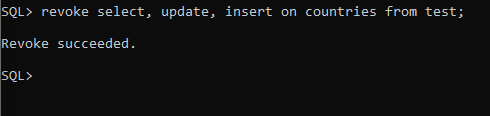 SQL> revoke select, update, insert on countries from test;
Revoke succeeded.
SQL>